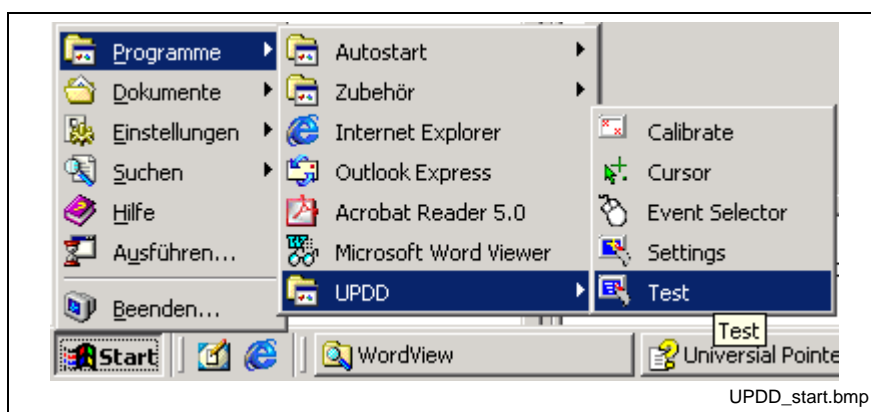 Programme
Dokumente
Einstellungen
Suchen
Hilfe
Ausführen...
Beenden...
Autostart
Zubehör
Internet Explorer
Outlook Express
Acrobat Reader 5.0
Microsoft Word Viewer
UPDD
Calibrate
Cursor
Event Selector
Settings
Test
Test
Start
WordView
Universial Pointe
UPDD_start.bmp